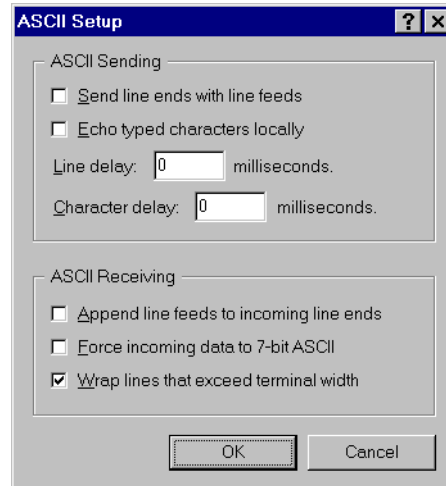 ASCII Setup
ASCII Sending
Send line ends with line feeds
Echo typed characters locally
Line delay: 0 milliseconds.
Character delay: 0 milliseconds.
ASCII Receiving
Append line feeds to incoming line ends
Force incoming data to 7-bit ASCII
Wrap lines that exceed terminal width
OK Cancel